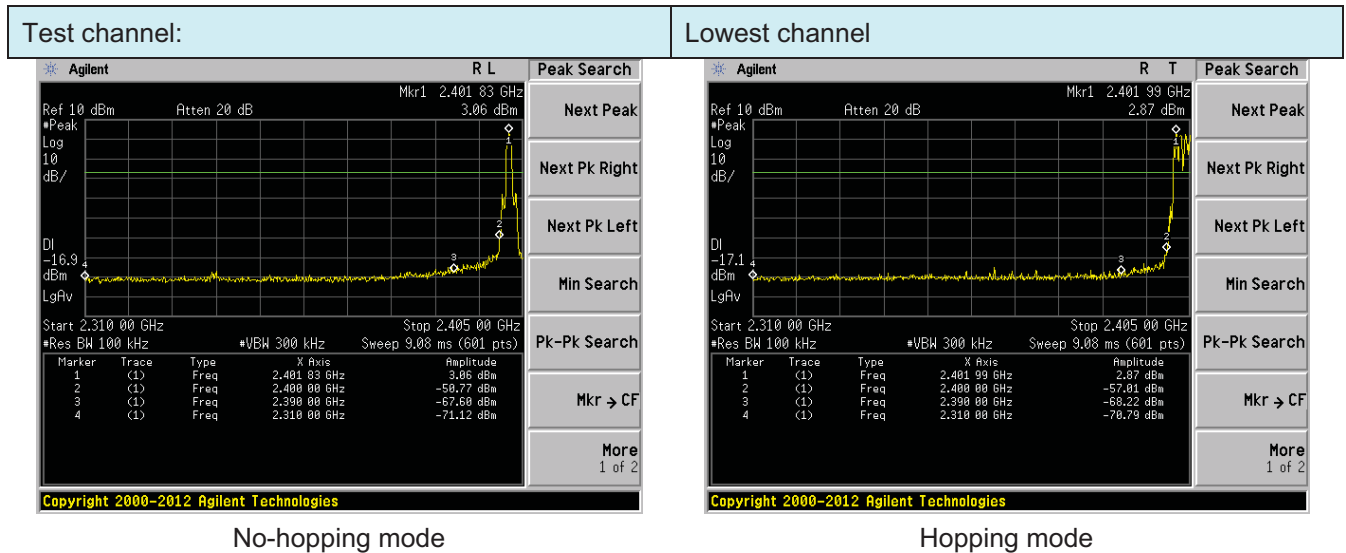 Test channel: Lowest channel
Agilent R L Peak Search
Mkr1 2.401 83 GHz
Ref 10 dBm Atten 20 dB 3.06 dBm
#Peak
Log
10
dB/
DI
-16.9
dBm
LgAv
1
2
3
4
Start 2.310 00 GHz Stop 2.405 00 GHz
#Res BW 100 kHz #VBW 300 kHz Sweep 9.08 ms (601 pts)
Marker Trace Type X Axis Amplitude
1 (1) Freq 2.401 83 GHz 3.06 dBm
2 (1) Freq 2.400 00 GHz -50.77 dBm
3 (1) Freq 2.390 00 GHz -67.60 dBm
4 (1) Freq 2.310 00 GHz -71.12 dBm
Next Peak
Next Pk Right
Next Pk Left
Min Search
Pk-Pk Search
Mkr → CF
More
1 of 2
Copyright 2000-2012 Agilent Technologies
No-hopping mode
Agilent R T Peak Search
Mkr1 2.401 99 GHz
Ref 10 dBm Atten 20 dB 2.87 dBm
#Peak
Log
10
dB/
DI
-17.1
dBm
LgAv
1
2
3
4
Start 2.310 00 GHz Stop 2.405 00 GHz
#Res BW 100 kHz #VBW 300 kHz Sweep 9.08 ms (601 pts)
Marker Trace Type X Axis Amplitude
1 (1) Freq 2.401 99 GHz 2.87 dBm
2 (1) Freq 2.400 00 GHz -57.01 dBm
3 (1) Freq 2.390 00 GHz -68.22 dBm
4 (1) Freq 2.310 00 GHz -70.79 dBm
Next Peak
Next Pk Right
Next Pk Left
Min Search
Pk-Pk Search
Mkr → CF
More
1 of 2
Copyright 2000-2012 Agilent Technologies
Hopping mode